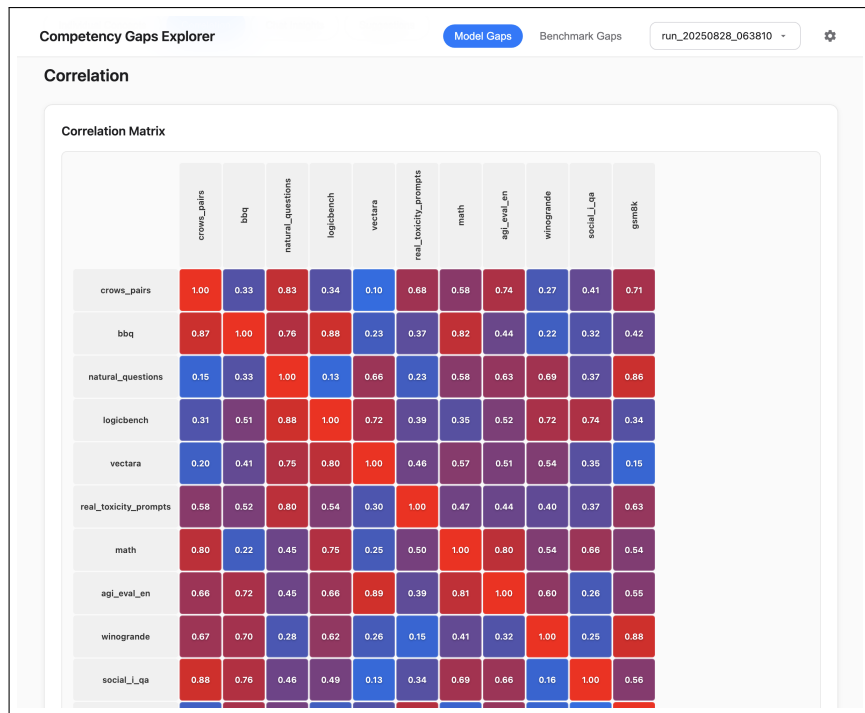 Competency Gaps Explorer Model Gaps Benchmark Gaps run_20250828_063810
Correlation
Correlation Matrix
crows_pairs bbq natural_questions logicbench vectara real_toxicity_prompts math agi_eval_en winogrande social_i_qa gsm8k
crows_pairs 1.00 0.33 0.83 0.34 0.10 0.68 0.58 0.74 0.27 0.41 0.71
bbq 0.87 1.00 0.76 0.88 0.23 0.37 0.82 0.44 0.22 0.32 0.42
natural_questions 0.15 0.33 1.00 0.13 0.66 0.23 0.58 0.63 0.69 0.37 0.86
logicbench 0.31 0.51 0.88 1.00 0.72 0.39 0.35 0.52 0.72 0.74 0.34
vectara 0.20 0.41 0.75 0.80 1.00 0.46 0.57 0.51 0.54 0.35 0.15
real_toxicity_prompts 0.58 0.52 0.80 0.54 0.30 1.00 0.47 0.44 0.40 0.37 0.63
math 0.80 0.22 0.45 0.75 0.25 0.50 1.00 0.80 0.54 0.66 0.54
agi_eval_en 0.66 0.72 0.45 0.66 0.89 0.39 0.81 1.00 0.60 0.26 0.55
winogrande 0.67 0.70 0.28 0.62 0.26 0.15 0.41 0.32 1.00 0.25 0.88
social_i_qa 0.88 0.76 0.46 0.49 0.13 0.34 0.69 0.66 0.16 1.00 0.56